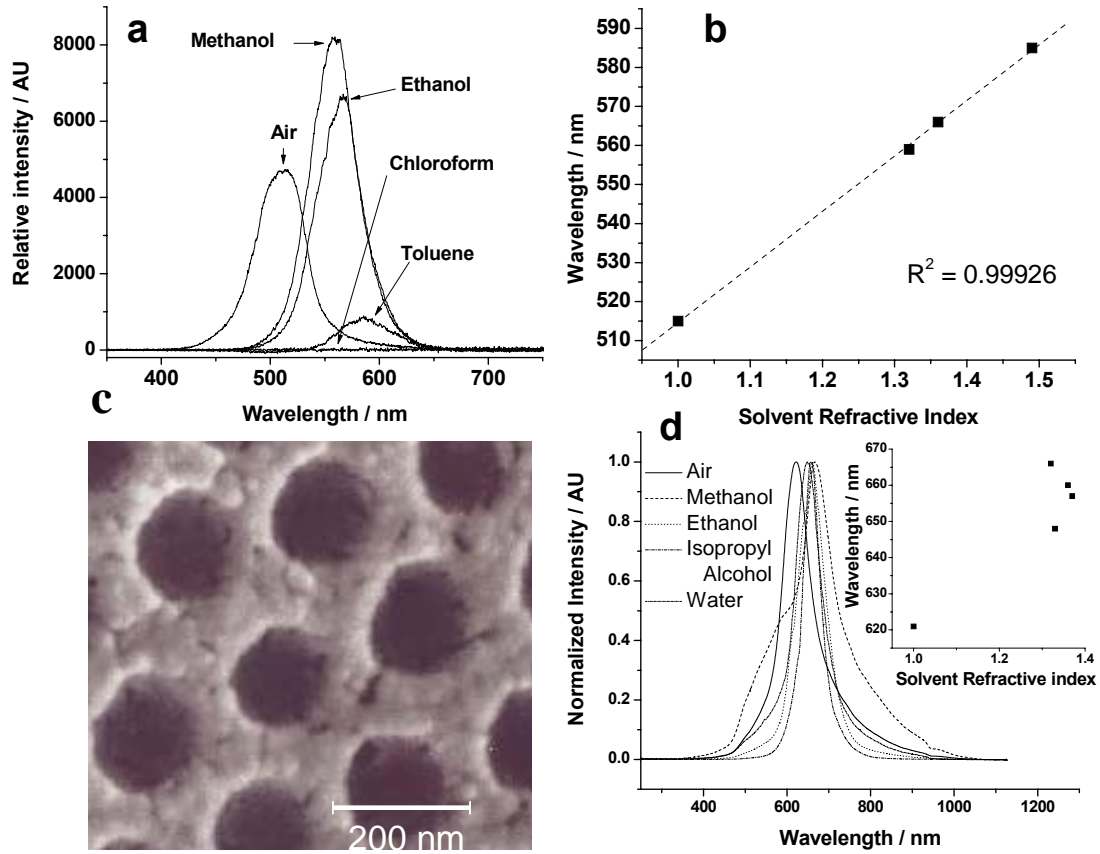 a
Methanol
Ethanol
Air
Chloroform
Toluene
8000
6000
4000
2000
0
Relative intensity / AU
400
500
600
700
Wavelength / nm
b
590
580
570
560
550
540
530
520
510
Wavelength / nm
R² = 0.99926
1.0
1.1
1.2
1.3
1.4
1.5
Solvent Refractive Index
c
200 nm
d
Air
Methanol
Ethanol
Isopropyl
Alcohol
Water
1.0
0.8
0.6
0.4
0.2
0.0
Normalized Intensity / AU
400
600
800
1000
1200
Wavelength / nm
670
660
650
640
630
620
Wavelength / nm
1.0
1.2
1.4
Solvent Refractive index